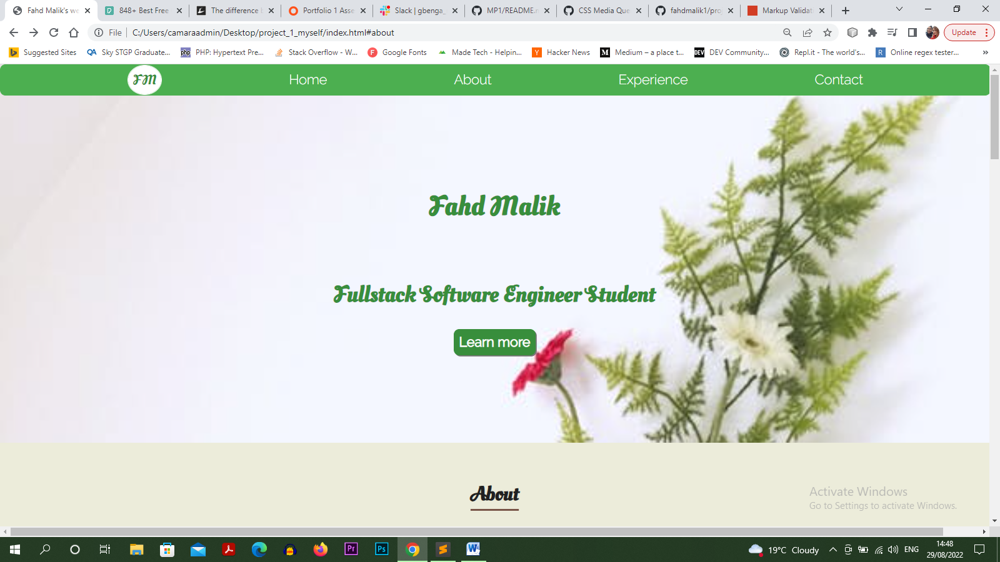 Fahd Malik's we
848+ Best Free
The difference b
Portfolio 1 Asse
Slack | gbenga_
MP1/README.m
CSS Media Que
fahdmalik1/proj
Markup Validat
File
C:/Users/camaraadmin/Desktop/project_1_myself/index.html#about
Update
Suggested Sites
Sky STGP Graduate...
PHP: Hypertext Pre...
Stack Overflow - W...
Google Fonts
Made Tech - Helpin...
Hacker News
Medium – a place t...
DEV Community...
Repl.it - The world's...
Online regex tester...
FM
Home
About
Experience
Contact
Fahd Malik
Fullstack Software Engineer Student
Learn more
About
Activate Windows
Go to Settings to activate Windows.
19°C Cloudy
ENG
14:48
29/08/2022